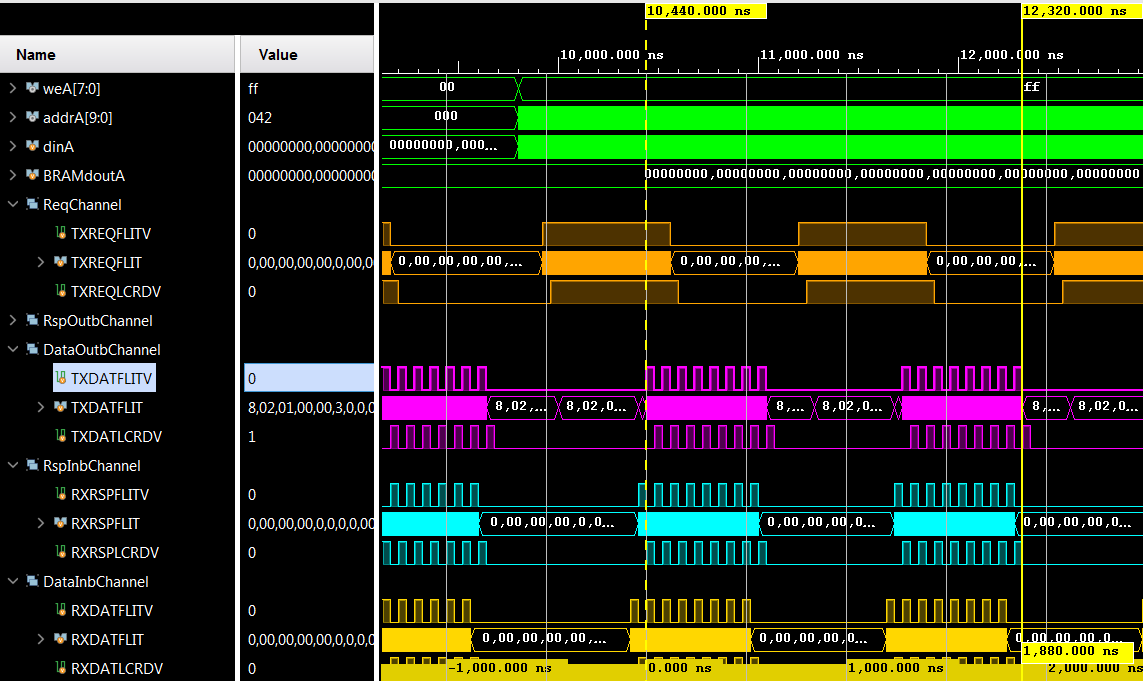 10,440.000 ns 12,320.000 ns
Name Value 10,000.000 ns 11,000.000 ns 12,000.000 ns
weA[7:0] ff 00 ff
addrA[9:0] 042 000
dinA 00000000,00000000 00000000,000...
BRAMdoutA 00000000,00000000 00000000,00000000,00000000,00000000,00000000,00000000
ReqChannel
TXREQFLITV 0
TXREQFLIT 0,00,00,00,00,0,00,0 0,00,00,00,00,... 0,00,00,00,... 0,00,00,00,...
TXREQLCRDV 0
RspOutbChannel
DataOutbChannel
TXDATFLITV 0
TXDATFLIT 8,02,01,00,00,3,0,0,0 8,02,... 8,02,0... 8,... 8,02,0... 8,... 8,02,0...
TXDATLCRDV 1
RspInbChannel
RXRSPFLITV 0
RXRSPFLIT 0,00,00,00,0,0,0,0,00 0,00,00,00,0,0... 0,00,00,00,0... 0,00,00,00,0,0...
RXRSPLCRDV 0
DataInbChannel
RXDATFLITV 0
RXDATFLIT 0,00,00,00,00,0,0,0,0 0,00,00,00,00,... 0,00,00,00,0... 0,00,00,00,0...
1,880.000 ns
RXDATLCRDV 0 -1,000.000 ns 0.000 ns 1,000.000 ns 2,000.000 ns